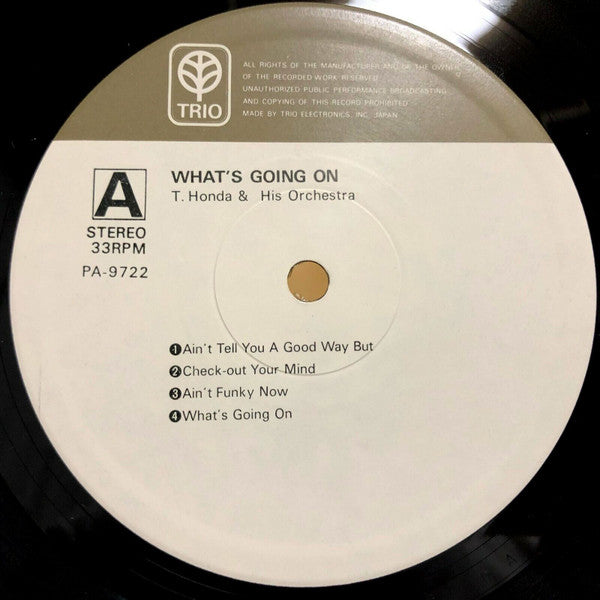 TRIO
ALL RIGHTS OF THE MANUFACTURER AND OF THE OWNER
OF THE RECORDED WORK RESERVED
UNAUTHORIZED PUBLIC PERFORMANCE BROADCASTING
AND COPYING OF THIS RECORD PROHIBITED
MADE BY TRIO ELECTRONICS, INC. JAPAN
A
STEREO
33RPM
PA-9722
WHAT'S GOING ON
T. Honda & His Orchestra
❶Ain't Tell You A Good Way But
❷Check-out Your Mind
❸Ain't Funky Now
❹What's Going On